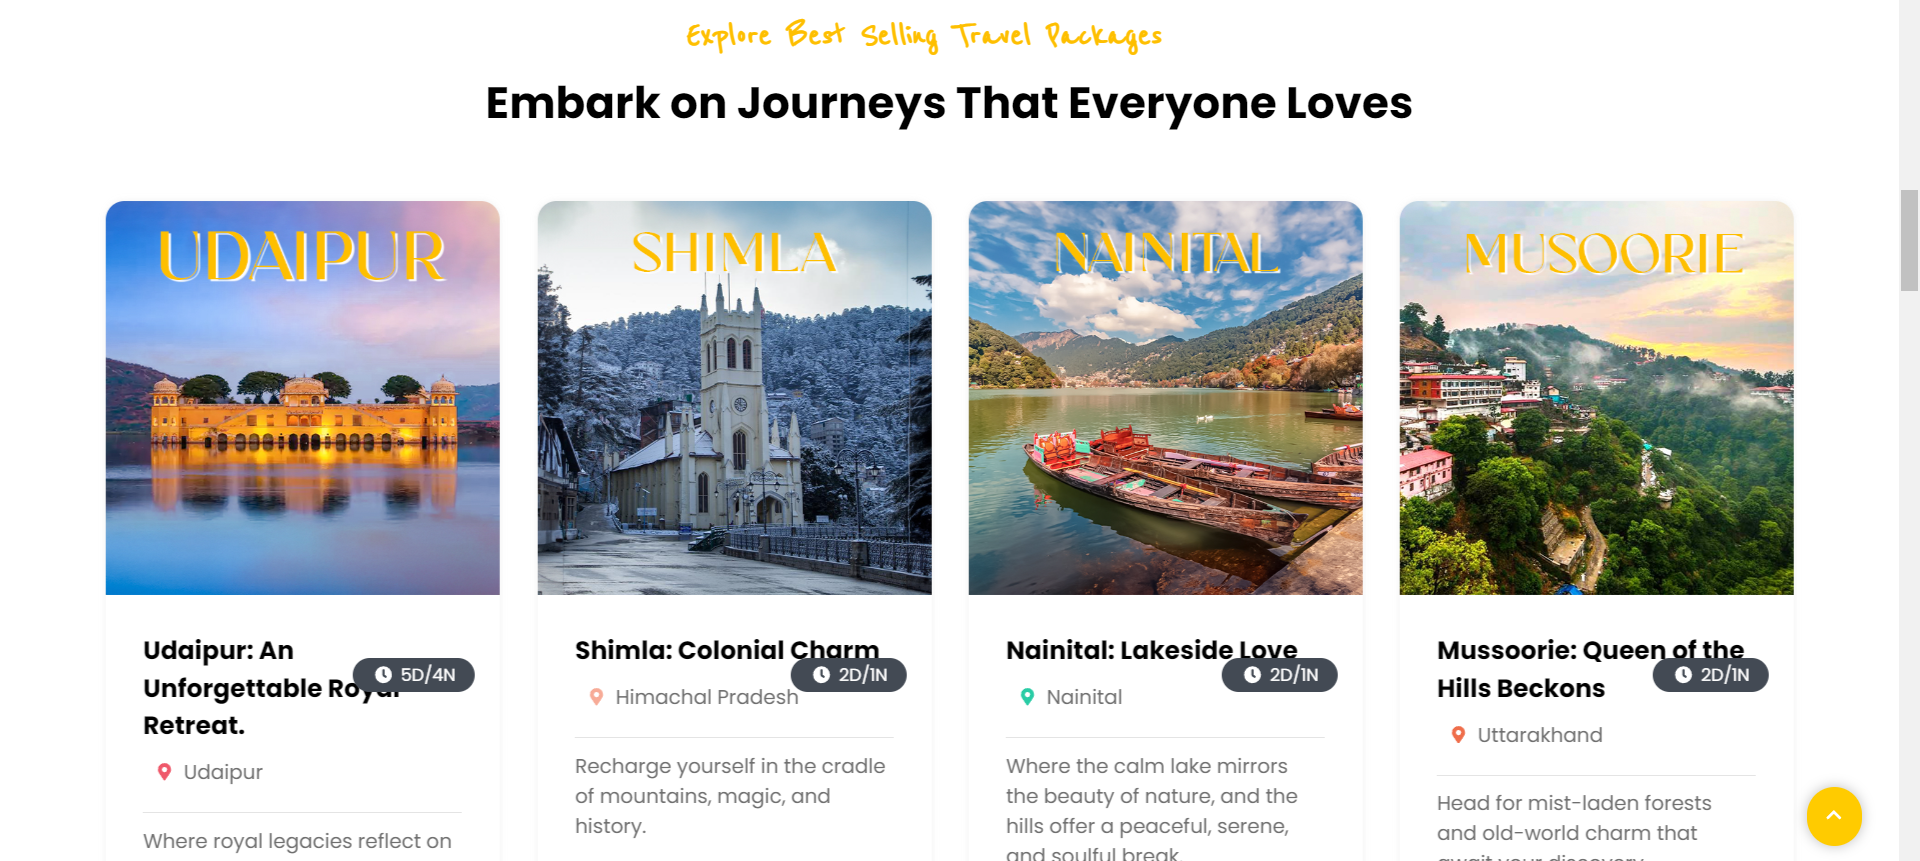 Explore Best Selling Travel Packages
Embark on Journeys That Everyone Loves
UDAIPUR
Udaipur: An
Unforgettable Royal
Retreat.
5D/4N
Udaipur
Where royal legacies reflect on
SHIMLA
Shimla: Colonial Charm
2D/1N
Himachal Pradesh
Recharge yourself in the cradle
of mountains, magic, and
history.
NAINITAL
Nainital: Lakeside Love
2D/1N
Nainital
Where the calm lake mirrors
the beauty of nature, and the
hills offer a peaceful, serene,
and soulful break.
MUSOORIE
Mussoorie: Queen of the
Hills Beckons
2D/1N
Uttarakhand
Head for mist-laden forests
and old-world charm that
await your discovery